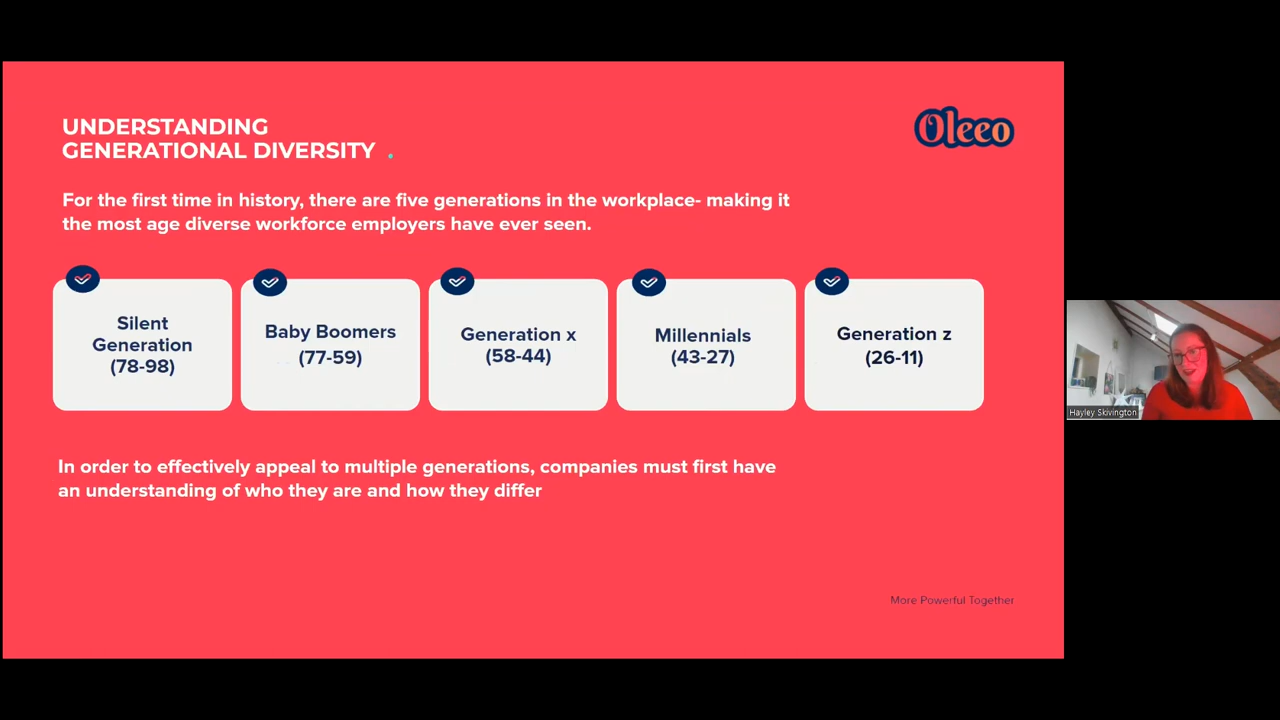 UNDERSTANDING
GENERATIONAL DIVERSITY .
Oleeo
For the first time in history, there are five generations in the workplace- making it
the most age diverse workforce employers have ever seen.
Silent
Generation
(78-98)
Baby Boomers
(77-59)
Generation x
(58-44)
Millennials
(43-27)
Generation z
(26-11)
In order to effectively appeal to multiple generations, companies must first have
an understanding of who they are and how they differ
More Powerful Together
Hayley Skivington